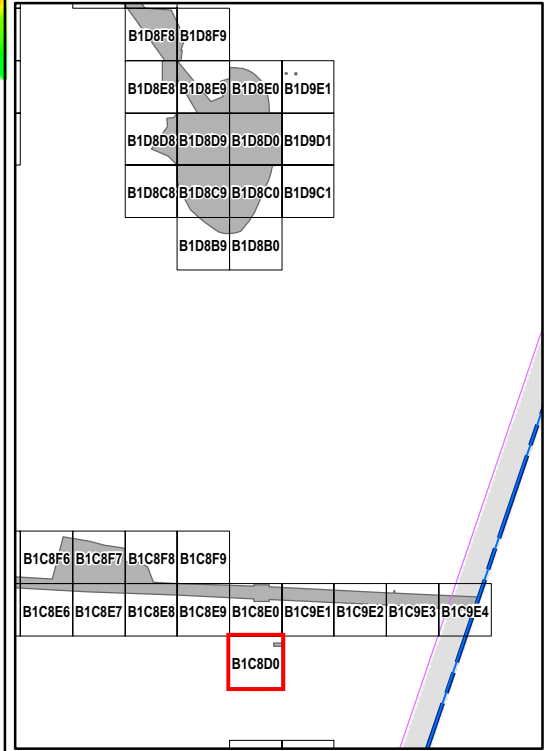 B1D8F8 B1D8F9
B1D8E8 B1D8E9 B1D8E0 B1D9E1
B1D8D8 B1D8D9 B1D8D0 B1D9D1
B1D8C8 B1D8C9 B1D8C0 B1D9C1
B1D8B9 B1D8B0
B1C8F6 B1C8F7 B1C8F8 B1C8F9
B1C8E6 B1C8E7 B1C8E8 B1C8E9 B1C8E0 B1C9E1 B1C9E2 B1C9E3 B1C9E4
B1C8D0